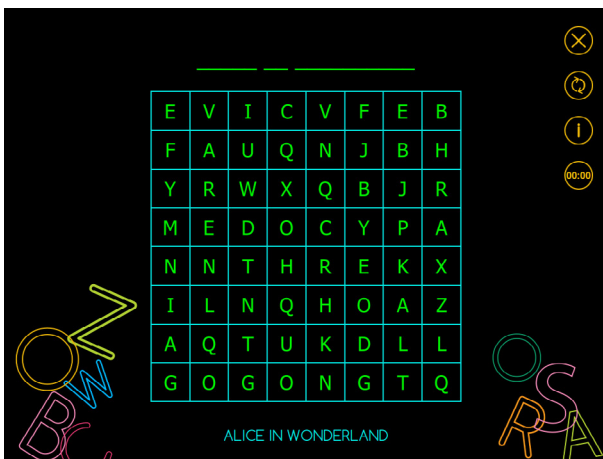 00:00
E V I C V F E B
F A U Q N J B H
Y R W X Q B J R
M E D O C Y P A
N N T H R E K X
I L N Q H O A Z
A Q T U K D L L
G O G O N G T Q
ALICE IN WONDERLAND
O Z W B C
O S R A